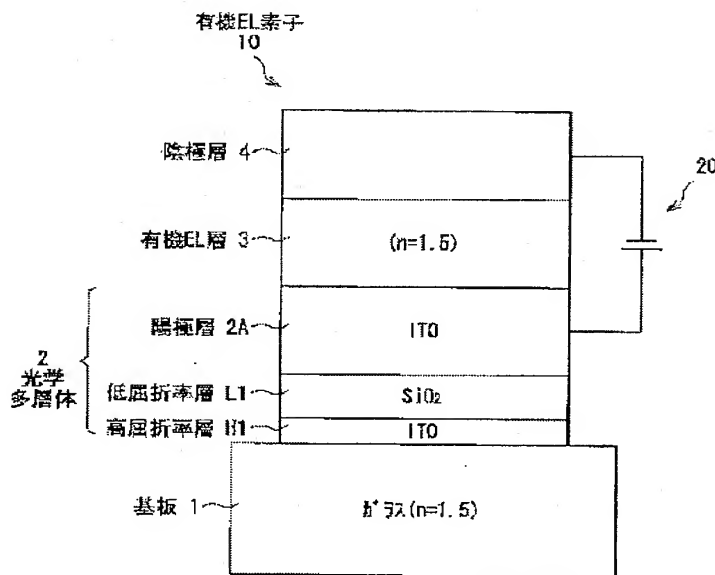 有機EL素子
10
陰極層 4
20
有機EL層 3
(n=1.5)
陽極層 2A
ITO
2
光学
多層体
低屈折率層 L1
SiO₂
高屈折率層 H1
ITO
基板 1
ガラス(n=1.5)